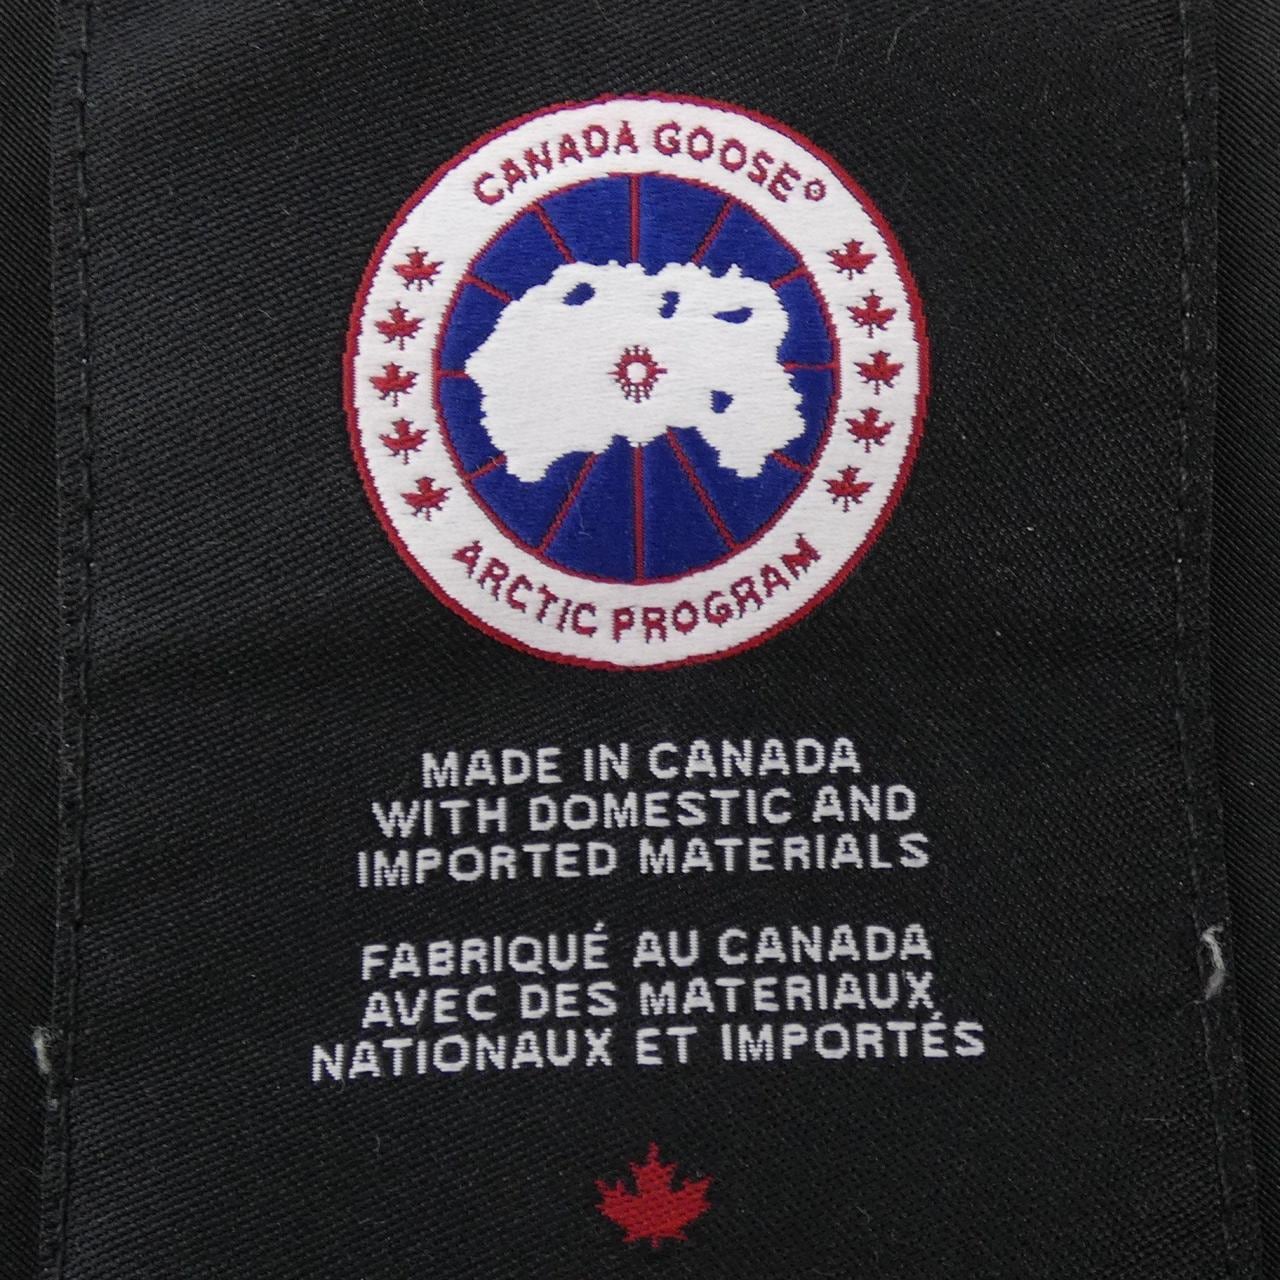 CANADA GOOSE®
ARCTIC PROGRAM
MADE IN CANADA
WITH DOMESTIC AND
IMPORTED MATERIALS
FABRIQUÉ AU CANADA
AVEC DES MATERIAUX
NATIONAUX ET IMPORTÉS